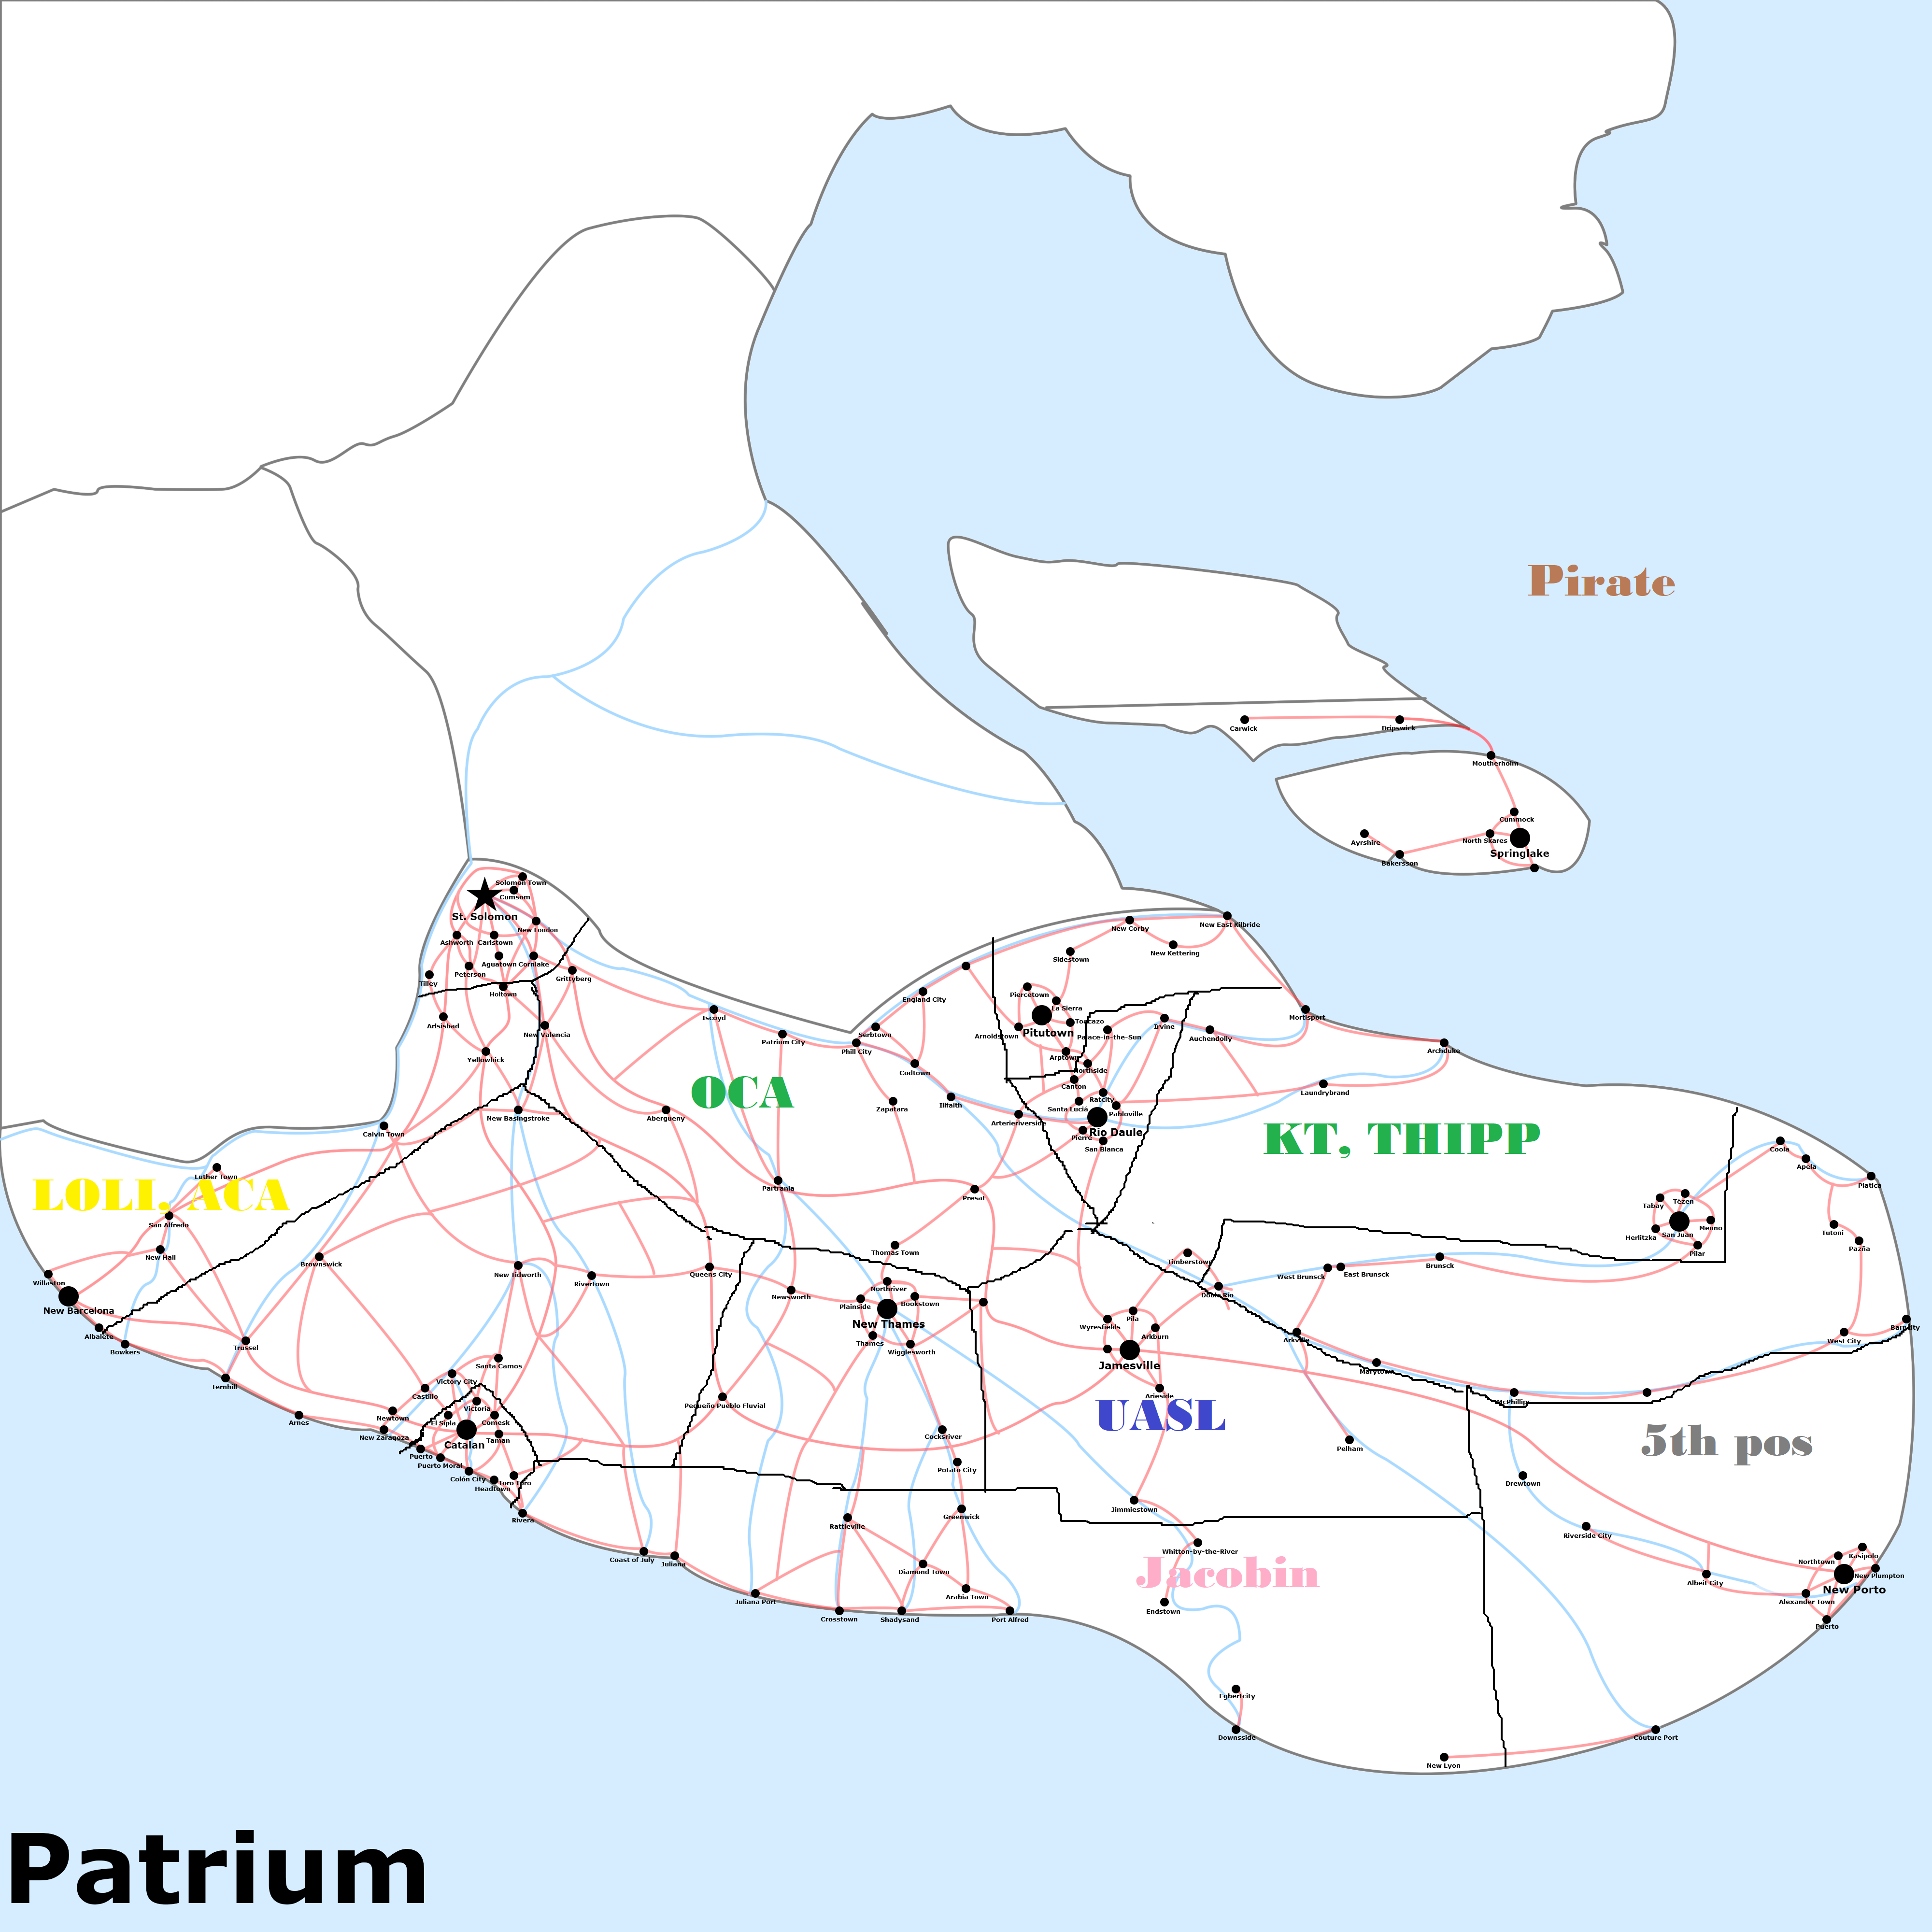 Pirate
Carwick
Dripswick
Moutherholm
Cummock
Ayrshire
North Skares
Bakersson
Springlake
Solomon Town
Cumsom
St. Solomon
New London
Ashworth
Carlstown
Aguatown
Cornlake
Peterson
Tilley
Holtown
Grittyberg
Arlsisbad
New Valencia
Yellowhick
Iscoyd
Patrium City
Phill City
Serbtown
England City
Codtown
Sidestown
New Corby
New Kettering
New East Kilbride
Piercetown
La Sierra
Toacazo
Arnoldstown
Pitutown
Palace-in-the-Sun
Irvine
Auchendolly
Mortisport
Archduke
Arptown
Northside
Canton
Laundrybrand
OCA
Zapatara
Illfaith
Ratcity
Santa Luciá
Pabloville
Arterieriverside
Rio Daule
Pierre
San Blanca
KT, THIPP
New Basingstroke
Abergueny
Calvin Town
Luther Town
LOLI. ACA
San Alfredo
New Hall
Willaston
New Barcelona
Albalete
Bowkers
Ternhill
Trussel
Brownswick
Arnes
Partrania
Presat
Coola
Apela
Platica
Tabay
Tezen
Menno
Herlitzka
San Juan
Pilar
Tutoni
Pazña
Thomas Town
Timberstown
New Tidworth
Rivertown
Queens City
Newsworth
Northriver
Plainside
Bookstown
New Thames
Thames
Wigglesworth
Dobla Rio
West Brunsck
East Brunsck
Brunsck
Wyresfields
Pila
Arkburn
Jamesville
Arieside
Arkville
Marytown
McPhillips
West City
Barncity
Santa Camos
Victory City
Castillo
Victoria
Newtown
El Sipla
Comesk
New Zaragoza
Catalan
Taman
Puerto
Puerto Moral
Colón City
Toro Toro
Headtown
Rivera
Pequeño Pueblo Fluvial
Cocksriver
Potato City
UASL
Pelham
5th pos
Drewtown
Jimmiestown
Greenwick
Rattleville
Riverside City
Whitton-by-the-River
Jacobin
Coast of July
Juliana
Diamond Town
Northtown
Kasipolo
New Plumpton
Albeit City
New Porto
Alexander Town
Puerto
Juliana Port
Arabia Town
Endstown
Crosstown
Shadysand
Port Alfred
Egbertcity
Downsside
Couture Port
New Lyon
Patrium